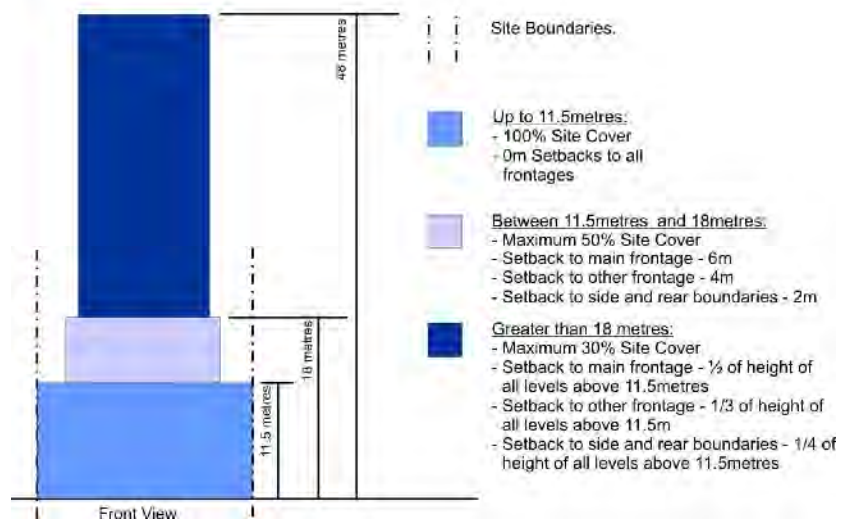 48 metres
18 metres
11.5 metres
Front View
Site Boundaries.
Up to 11.5metres:
- 100% Site Cover
- 0m Setbacks to all
frontages
Between 11.5metres and 18metres:
- Maximum 50% Site Cover
- Setback to main frontage - 6m
- Setback to other frontage - 4m
- Setback to side and rear boundaries - 2m
Greater than 18 metres:
- Maximum 30% Site Cover
- Setback to main frontage - ½ of height of
all levels above 11.5metres
- Setback to other frontage - 1/3 of height of
all levels above 11.5m
- Setback to side and rear boundaries - 1/4 of
height of all levels above 11.5metres